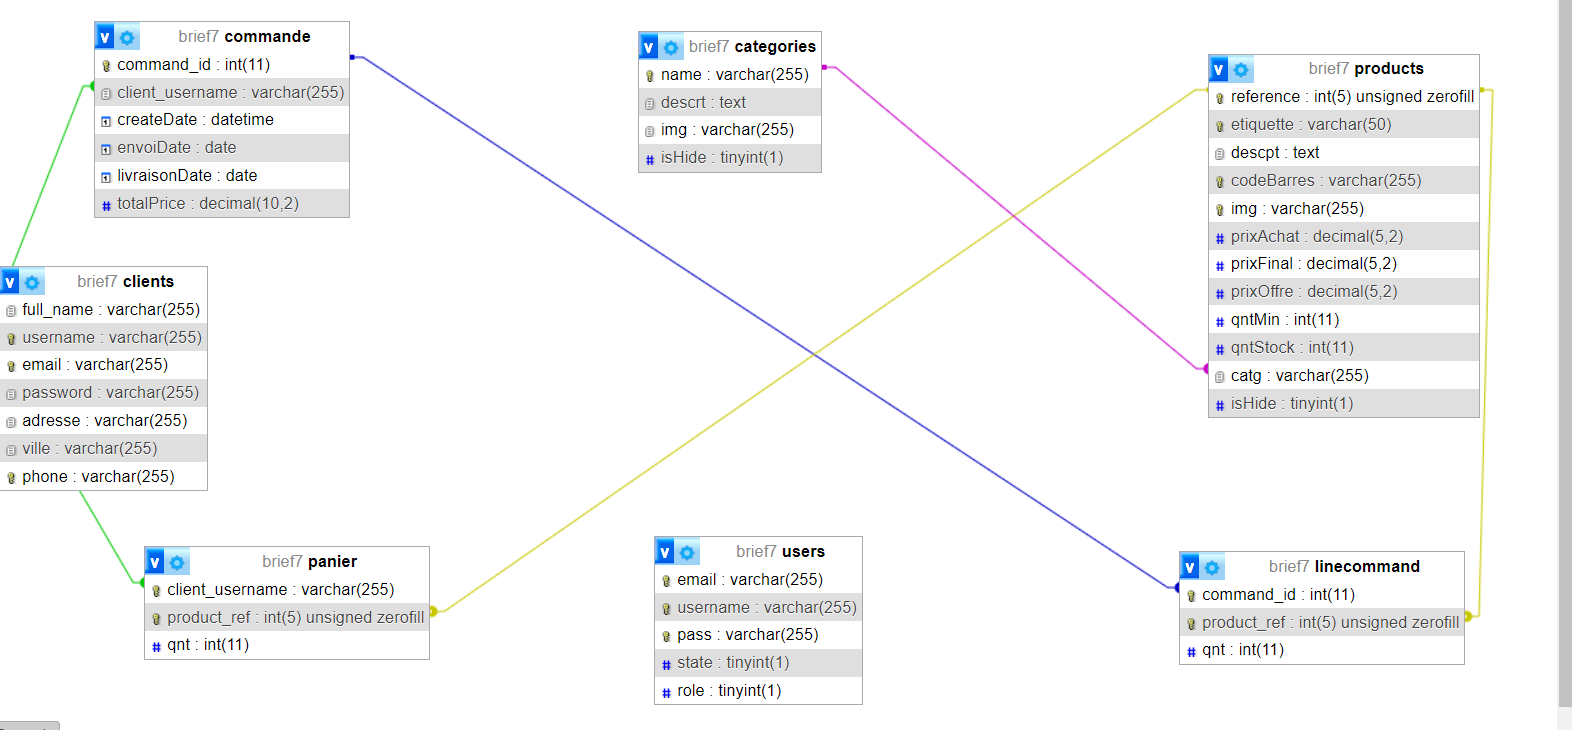 v brief7 commande
command_id : int(11)
client_username : varchar(255)
createDate : datetime
envoiDate : date
livraisonDate : date
totalPrice : decimal(10,2)
v brief7 categories
name : varchar(255)
descrt : text
img : varchar(255)
isHide : tinyint(1)
v brief7 products
reference : int(5) unsigned zerofill
etiquette : varchar(50)
descpt : text
codeBarres : varchar(255)
img : varchar(255)
prixAchat : decimal(5,2)
prixFinal : decimal(5,2)
prixOffre : decimal(5,2)
qntMin : int(11)
qntStock : int(11)
catg : varchar(255)
isHide : tinyint(1)
v brief7 clients
full_name : varchar(255)
username : varchar(255)
email : varchar(255)
password : varchar(255)
adresse : varchar(255)
ville : varchar(255)
phone : varchar(255)
v brief7 panier
client_username : varchar(255)
product_ref : int(5) unsigned zerofill
qnt : int(11)
v brief7 users
email : varchar(255)
username : varchar(255)
pass : varchar(255)
state : tinyint(1)
role : tinyint(1)
v brief7 linecommand
command_id : int(11)
product_ref : int(5) unsigned zerofill
qnt : int(11)